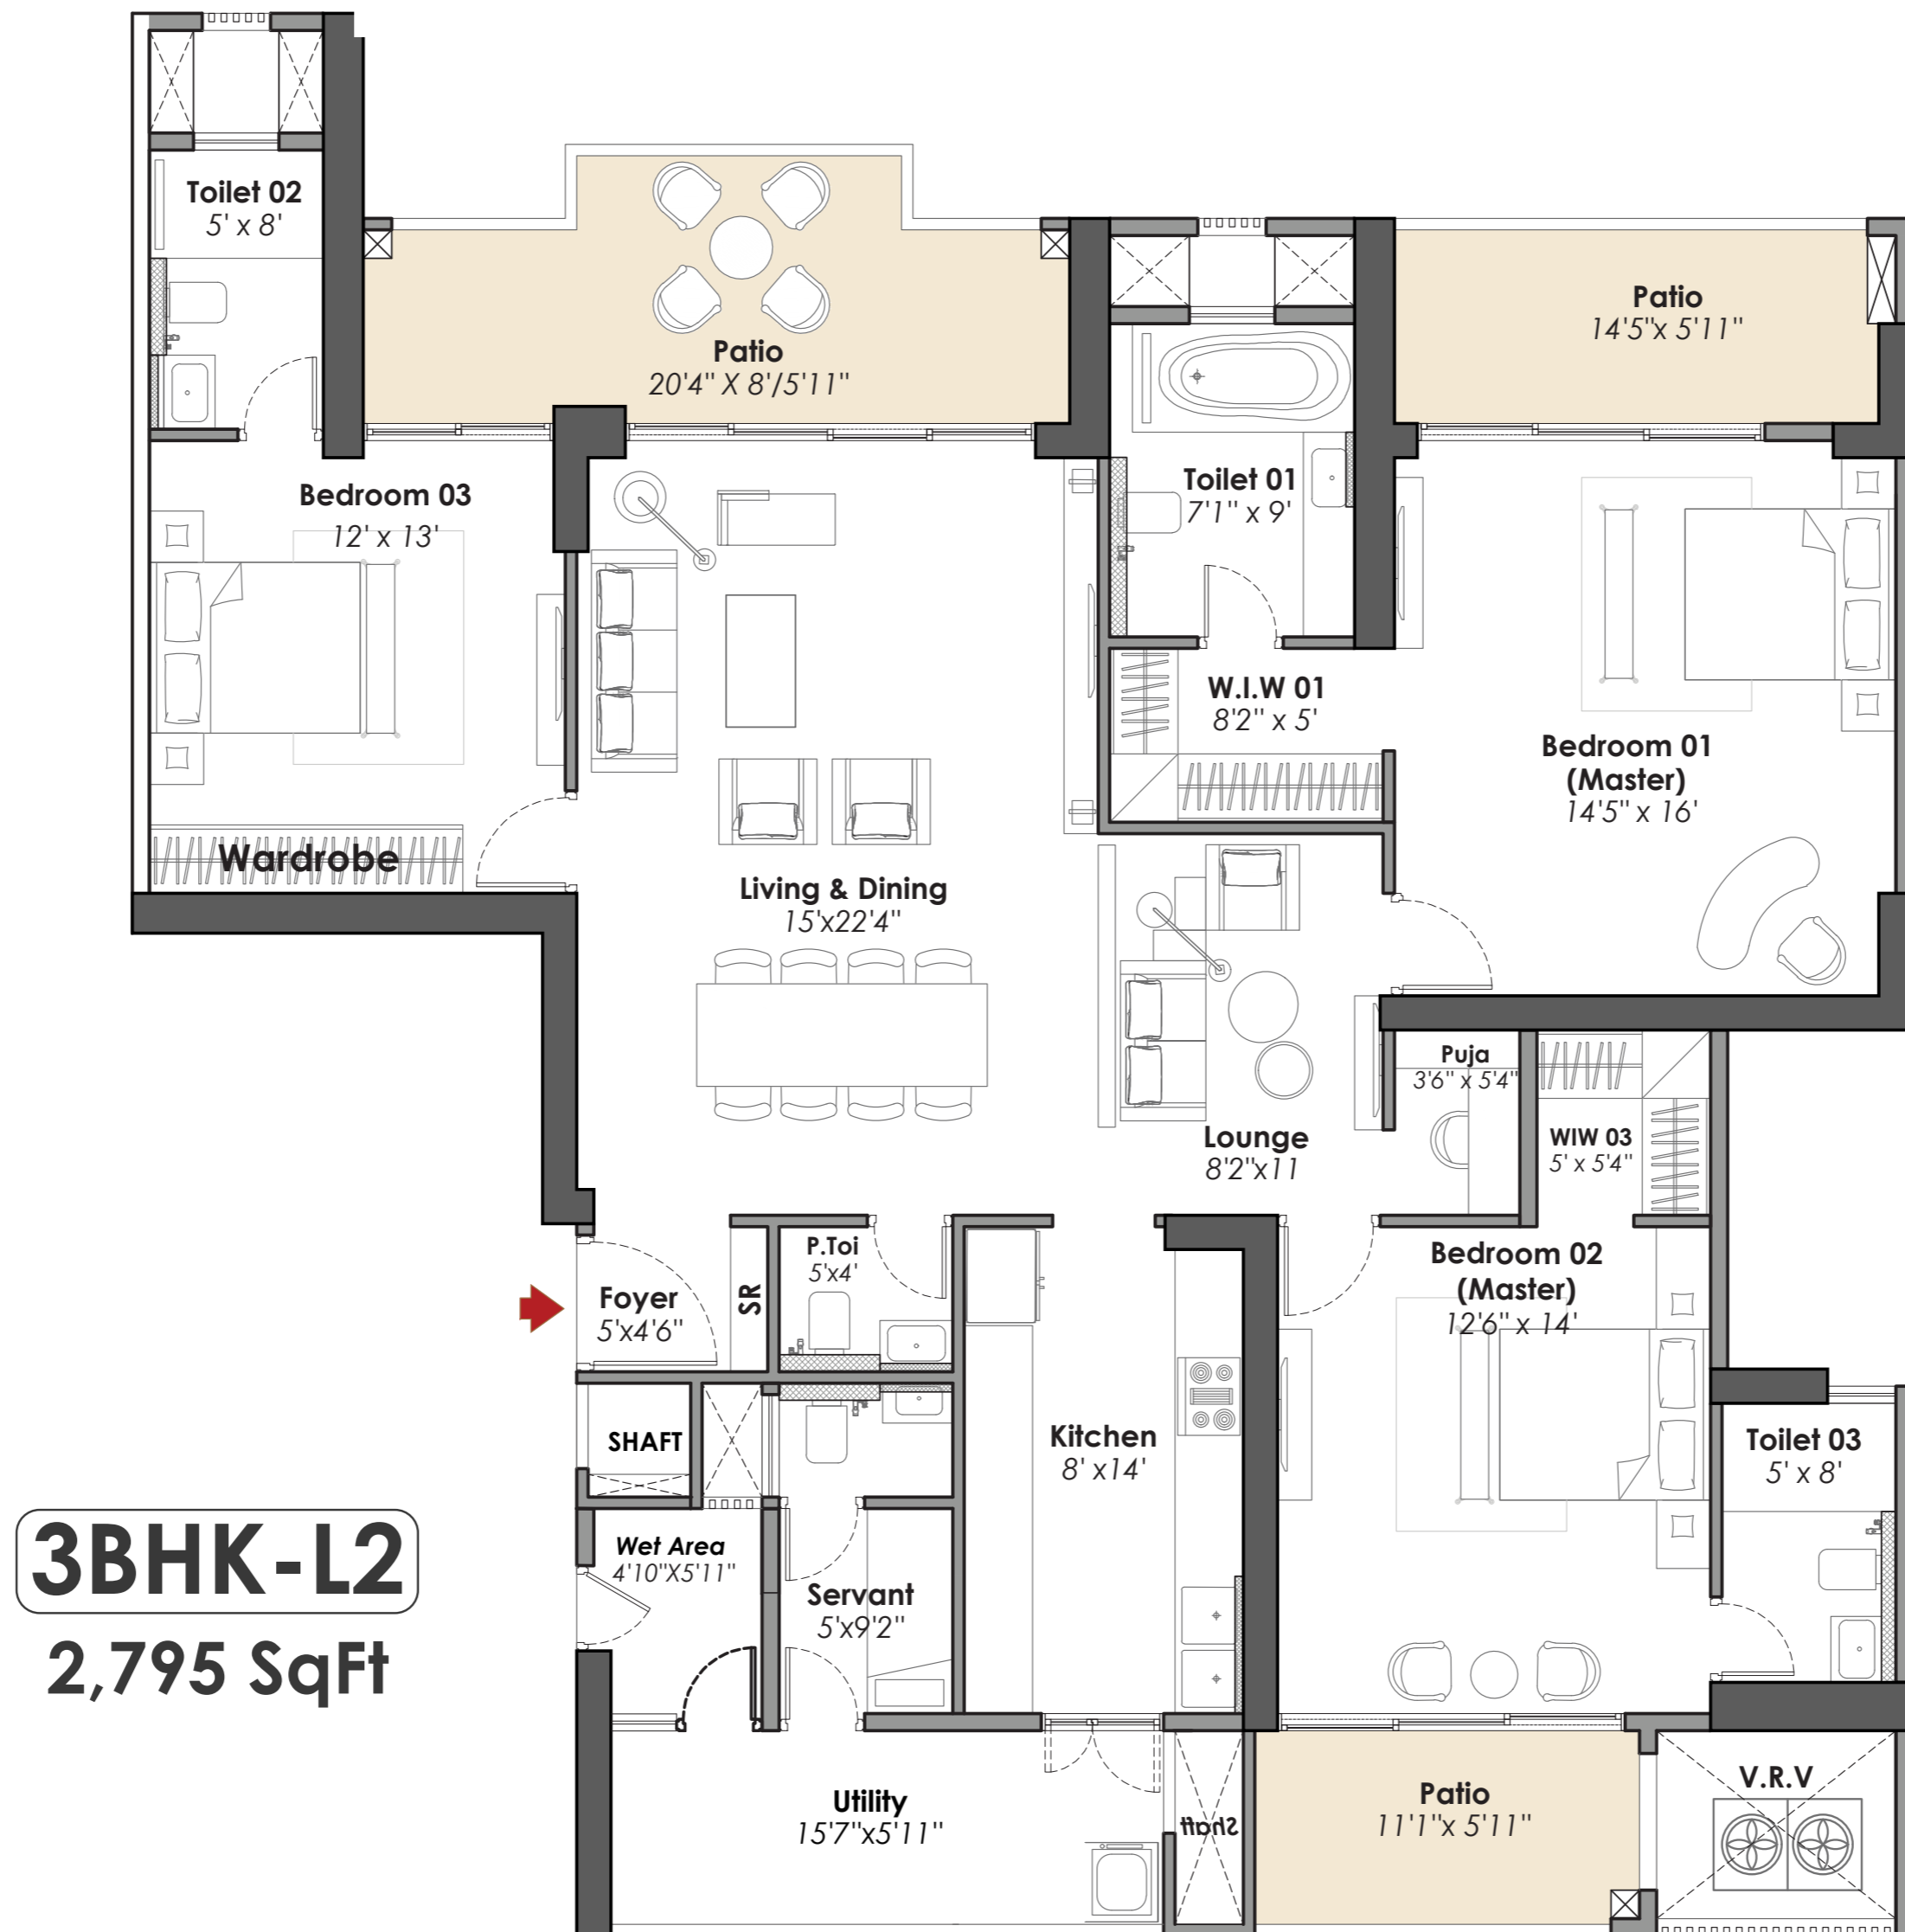 Toilet 02
5' x 8'
Patio
20'4" X 8'/5'11"
Patio
14'5"x 5'11"
Bedroom 03
12' x 13'
Toilet 01
7'1" x 9'
W.I.W 01
8'2" x 5'
Bedroom 01
(Master)
14'5" x 16'
Wardrobe
Living & Dining
15'x22'4"
Puja
3'6" x 5'4"
Lounge
8'2"x11
WIW 03
5' x 5'4"
Foyer
5'x4'6"
SR
P.Toi
5'x4'
Bedroom 02
(Master)
12'6" x 14'
SHAFT
Kitchen
8' x14'
Toilet 03
5' x 8'
3BHK-L2
2,795 SqFt
Wet Area
4'10"X5'11"
Servant
5'x9'2"
Utility
15'7"x5'11"
Shaft
Patio
11'1"x 5'11"
V.R.V